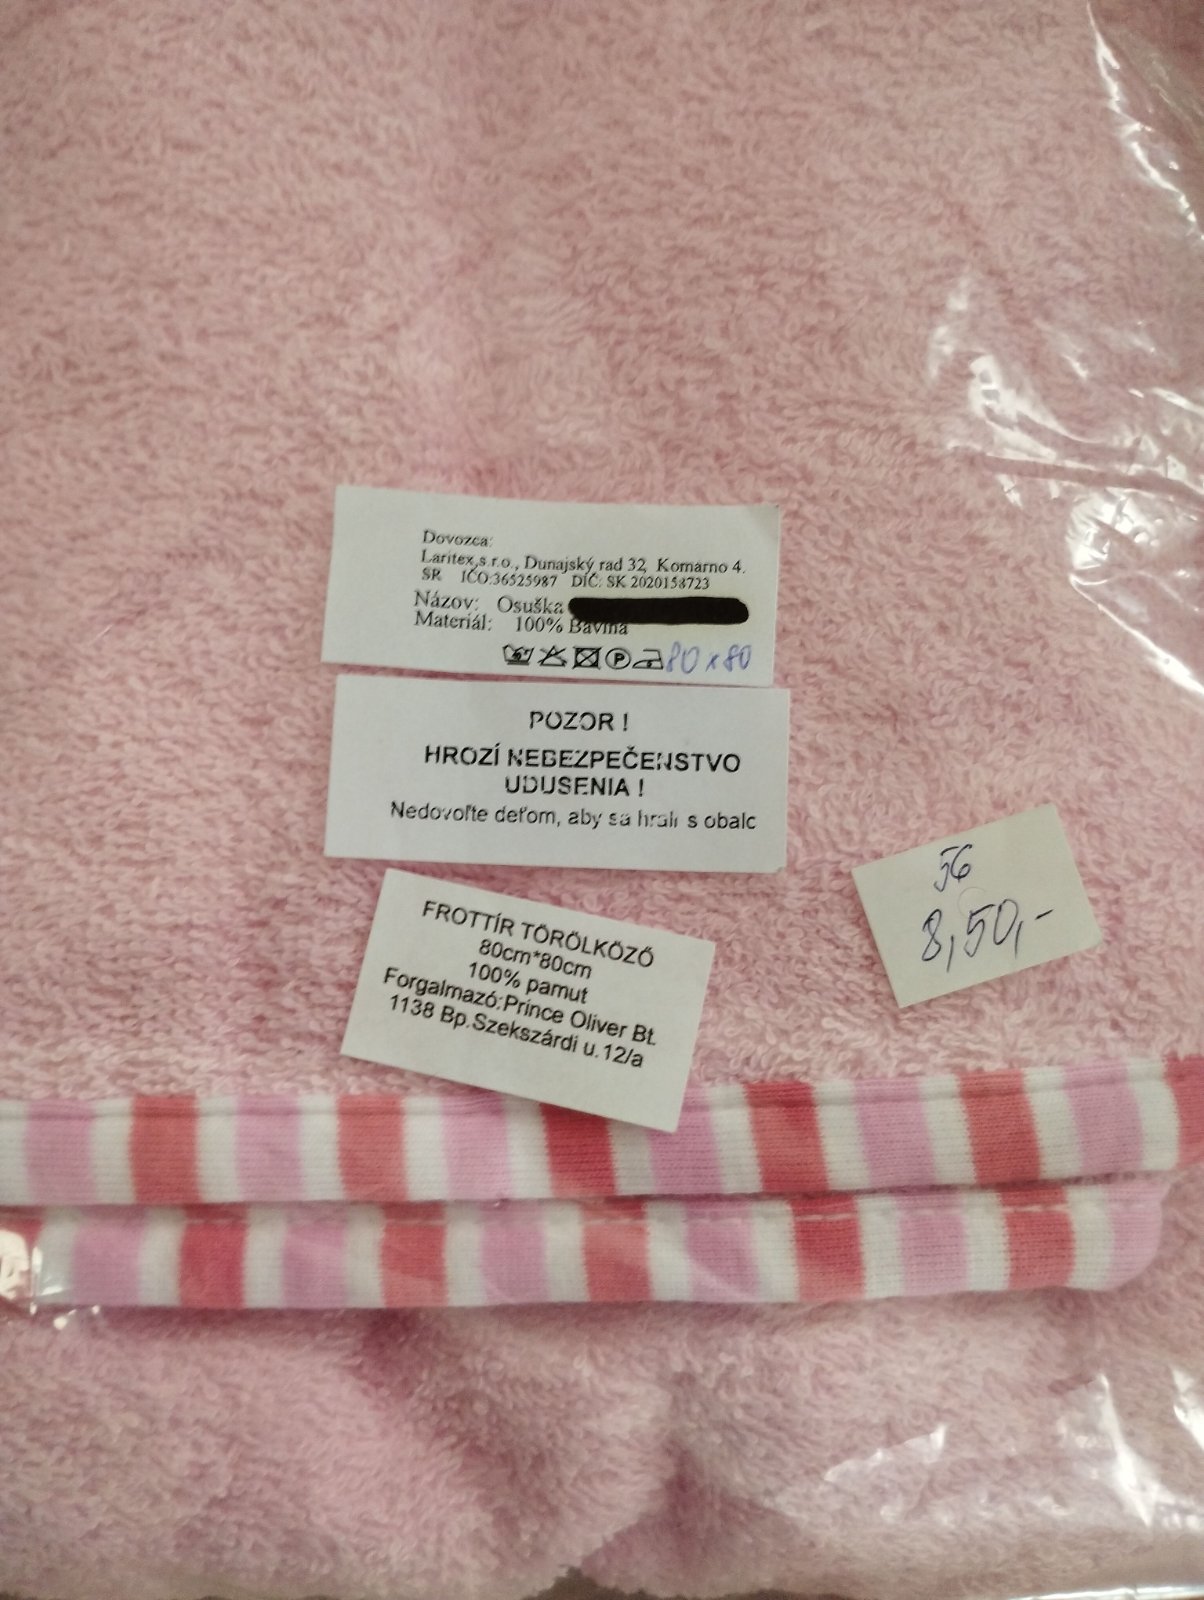 Dovozca:
Laritex,s.r.o., Dunajský rad 32, Komárno 4.
SR IČO:36525987 DIČ: SK 2020158723
Názov: Osuška
Materiál: 100% Bavlna
80 x 80
POZOR !
HROZÍ NEBEZPEČENSTVO
UDUSENIA !
Nedovoľte deťom, aby sa hrali s obalc
56
8,50,-
FROTTÍR TÖRÖLKÖZŐ
80cm*80cm
100% pamut
Forgalmazó:Prince Oliver Bt.
1138 Bp.Szekszárdi u.12/a